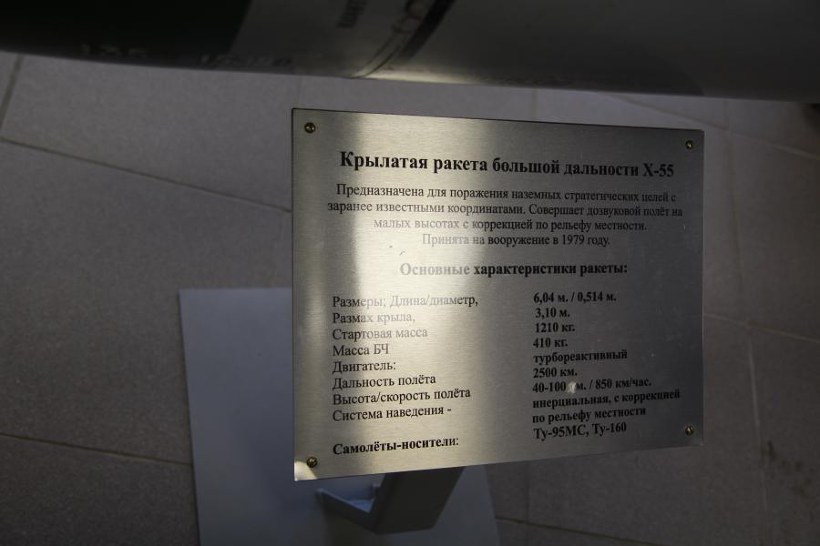 Крылатая ракета большой дальности Х-55
Предназначена для поражения наземных стратегических целей с
заранее известными координатами. Совершает дозвуковой полёт на
малых высотах с коррекцией по рельефу местности.
Принята на вооружение в 1979 году.
Основные характеристики ракеты:
Размеры; Длина/диаметр, 6,04 м. / 0,514 м.
Размах крыла, 3,10 м.
Стартовая масса 1210 кг.
Масса БЧ 410 кг.
Двигатель: турбореактивный
Дальность полёта 2500 км.
Высота/скорость полёта 40-100 м. / 850 км/час.
Система наведения - инерцвальная, с коррекцией
по рельефу местности
Самолёты-носители: Ту-95МС, Ту-160